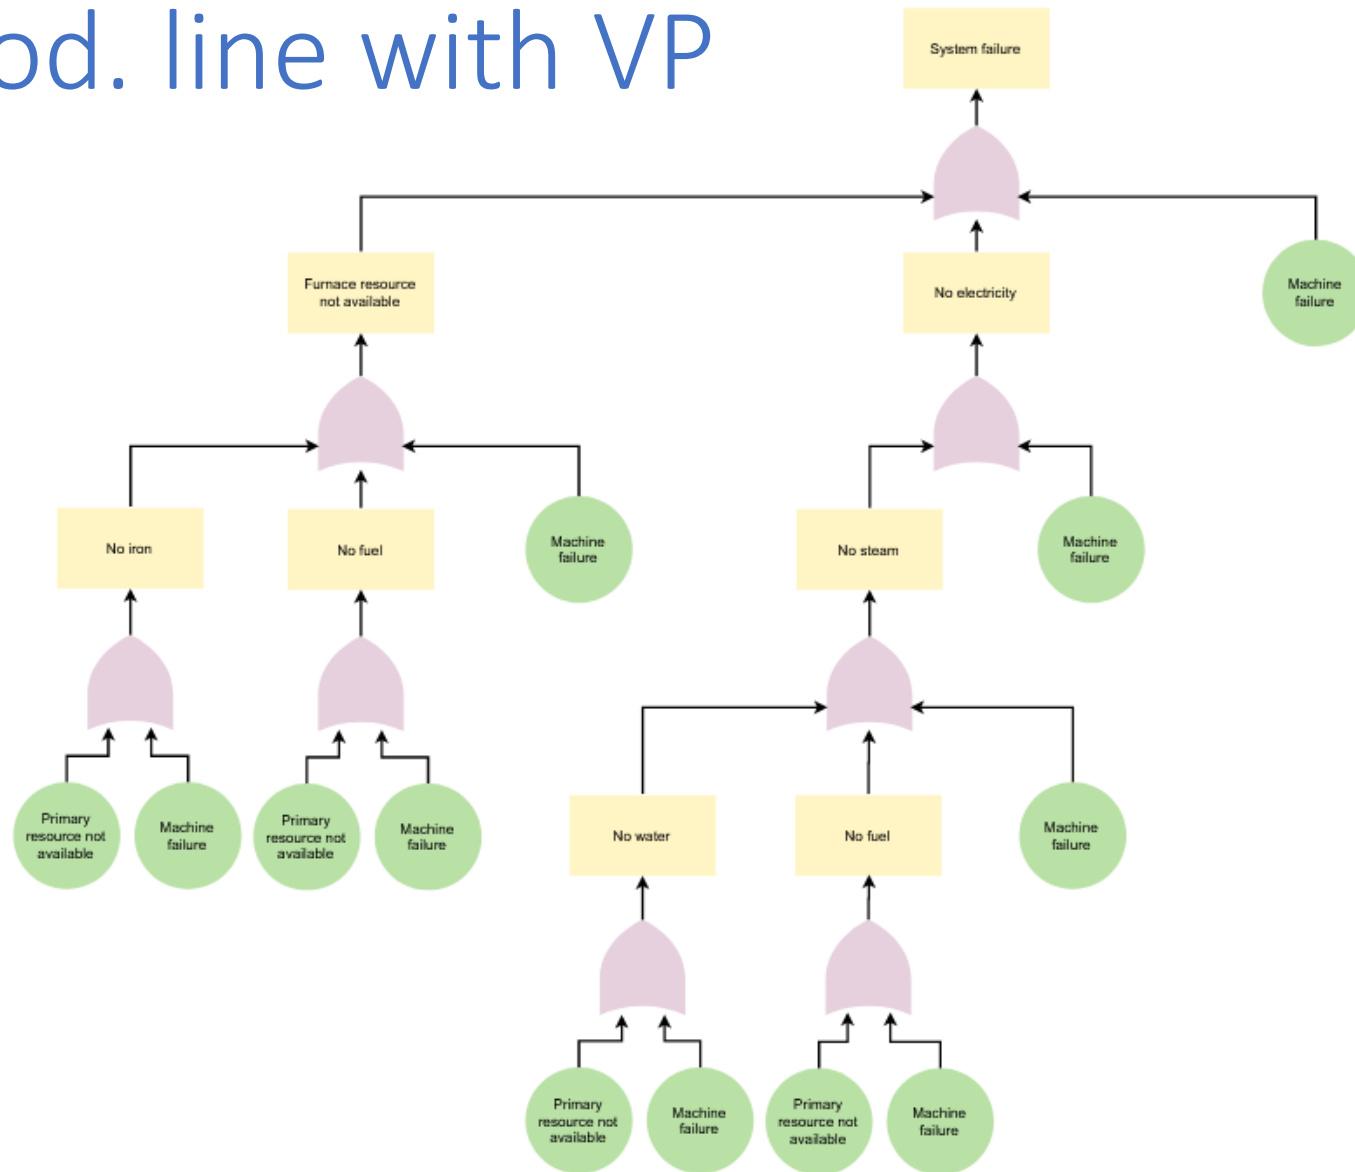 od. line with VP
System failure
Furnace resource
not available
No electricity
Machine
failure
No iron
No fuel
Machine
failure
No steam
Machine
failure
Primary
resource not
available
Machine
failure
Primary
resource not
available
Machine
failure
No water
No fuel
Machine
failure
Primary
resource not
available
Machine
failure
Primary
resource not
available
Machine
failure